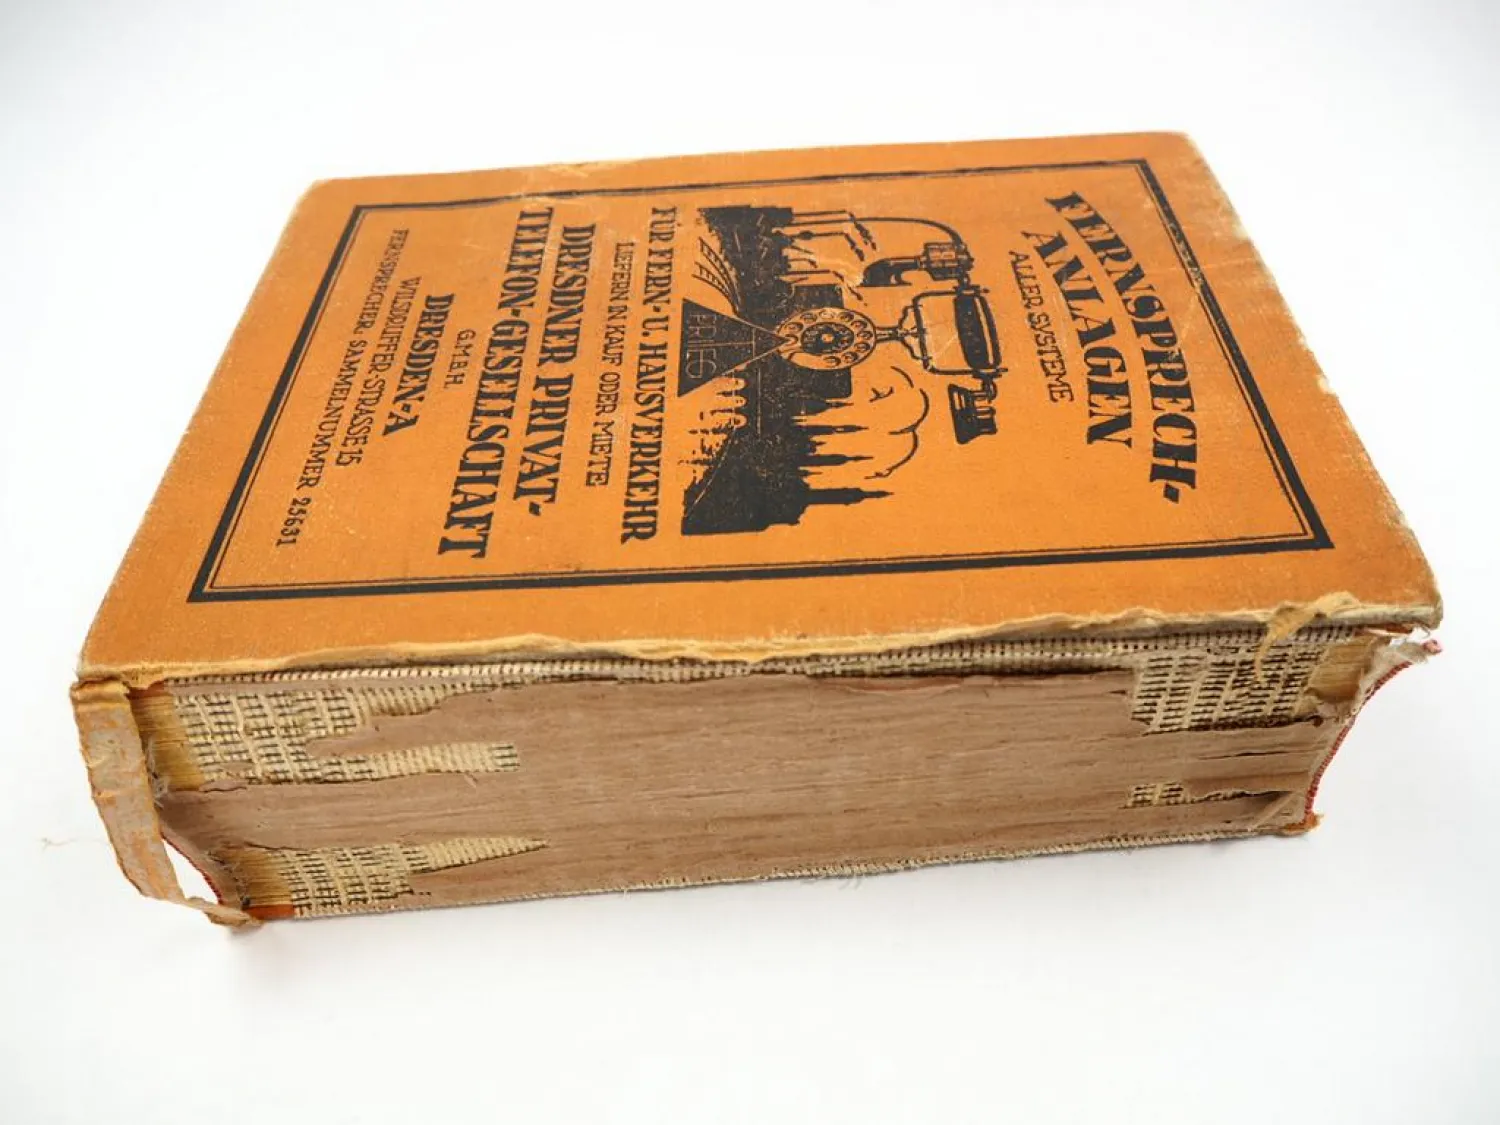 FERNSPRECH-
ANLAGEN
ALLER SYSTEME
PRITEG
FÜR FERN- U. HAUSVERKEHR
LIEFERN IN KAUF ODER MIETE
DRESDNER PRIVAT-
TELEFON-GESELLSCHAFT
G.M.B.H.
DRESDEN-A
WILSDRUFFER-STRASSE 15
FERNSPRECHER: SAMMELNUMMER 25631